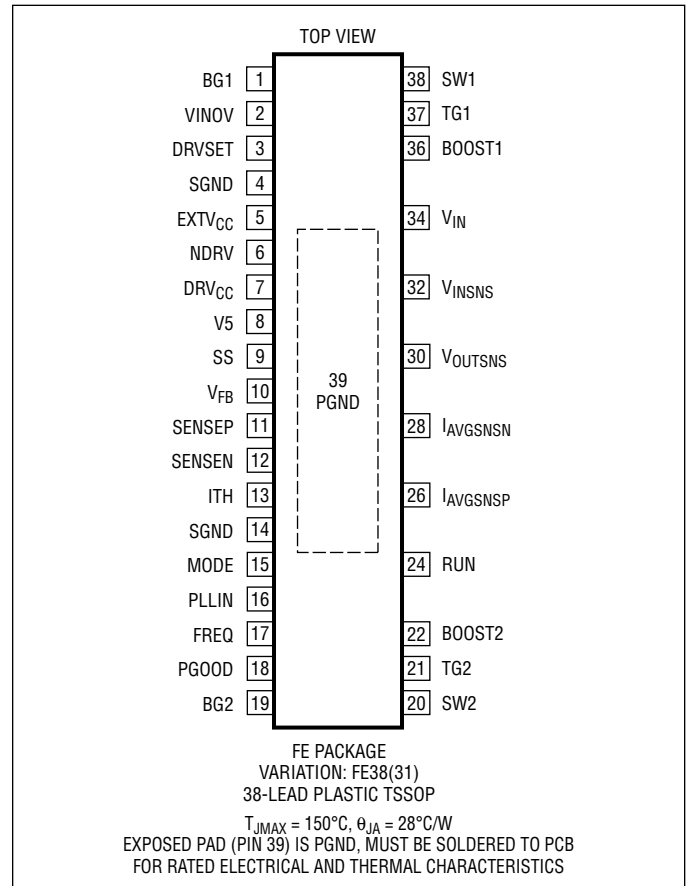 TOP VIEW
BG1 1
VINOV 2
DRVSET 3
SGND 4
EXTVCC 5
NDRV 6
DRVCC 7
V5 8
SS 9
VFB 10
SENSEP 11
SENSEN 12
ITH 13
SGND 14
MODE 15
PLLIN 16
FREQ 17
PGOOD 18
BG2 19
39
PGND
38 SW1
37 TG1
36 BOOST1
34 VIN
32 VINSNS
30 VOUTSNS
28 IAVGSNSN
26 IAVGSNSP
24 RUN
22 BOOST2
21 TG2
20 SW2
FE PACKAGE
VARIATION: FE38(31)
38-LEAD PLASTIC TSSOP
TJMAX = 150°C, θJA = 28°C/W
EXPOSED PAD (PIN 39) IS PGND, MUST BE SOLDERED TO PCB
FOR RATED ELECTRICAL AND THERMAL CHARACTERISTICS